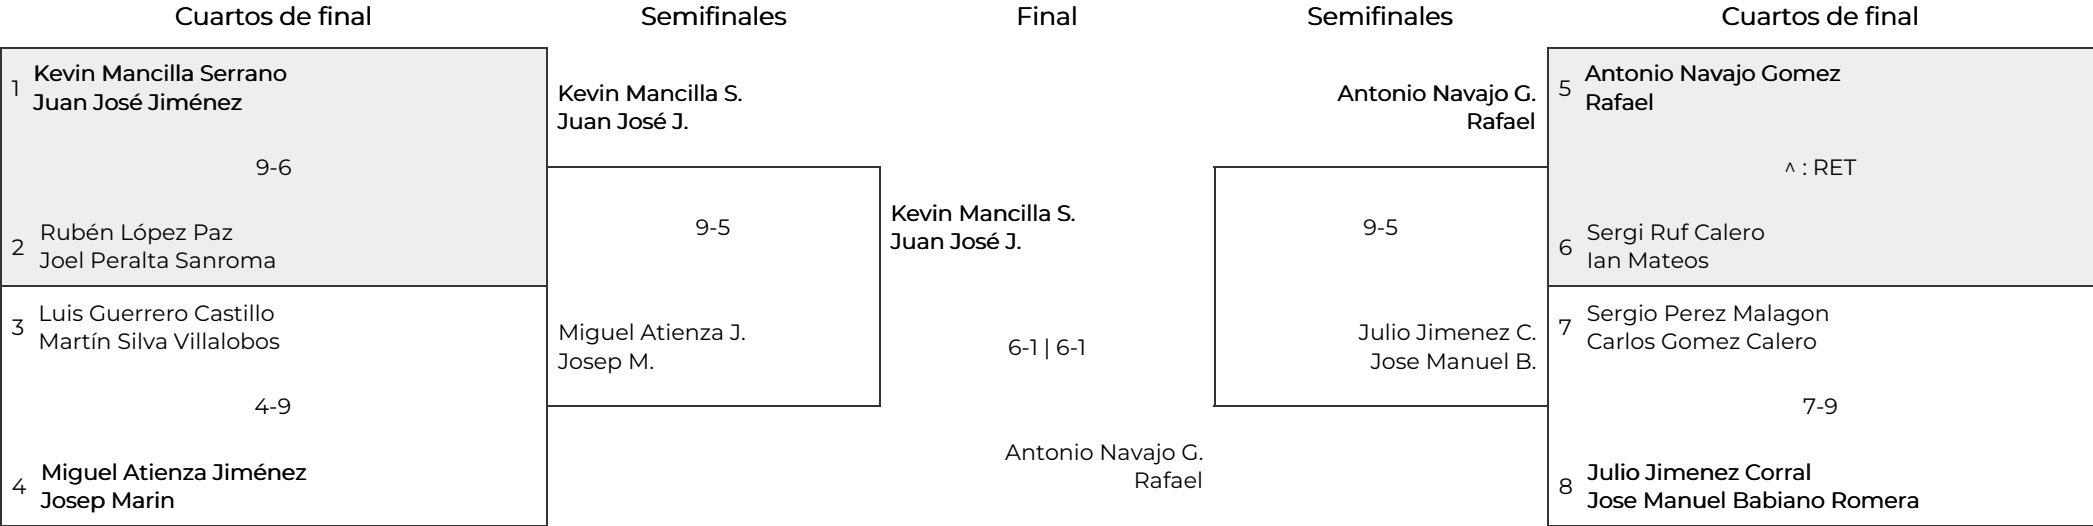 Cuartos de final
Semifinales
Final
Semifinales
Cuartos de final
1
Kevin Mancilla Serrano
Juan José Jiménez
9-6
2
Rubén López Paz
Joel Peralta Sanroma
3
Luis Guerrero Castillo
Martín Silva Villalobos
4-9
4
Miguel Atienza Jiménez
Josep Marin
Kevin Mancilla S.
Juan José J.
9-5
Miguel Atienza J.
Josep M.
Kevin Mancilla S.
Juan José J.
6-1 | 6-1
Antonio Navajo G.
Rafael
Antonio Navajo G.
Rafael
9-5
Julio Jimenez C.
Jose Manuel B.
5
Antonio Navajo Gomez
Rafael
^ : RET
6
Sergi Ruf Calero
Ian Mateos
7
Sergio Perez Malagon
Carlos Gomez Calero
7-9
8
Julio Jimenez Corral
Jose Manuel Babiano Romera